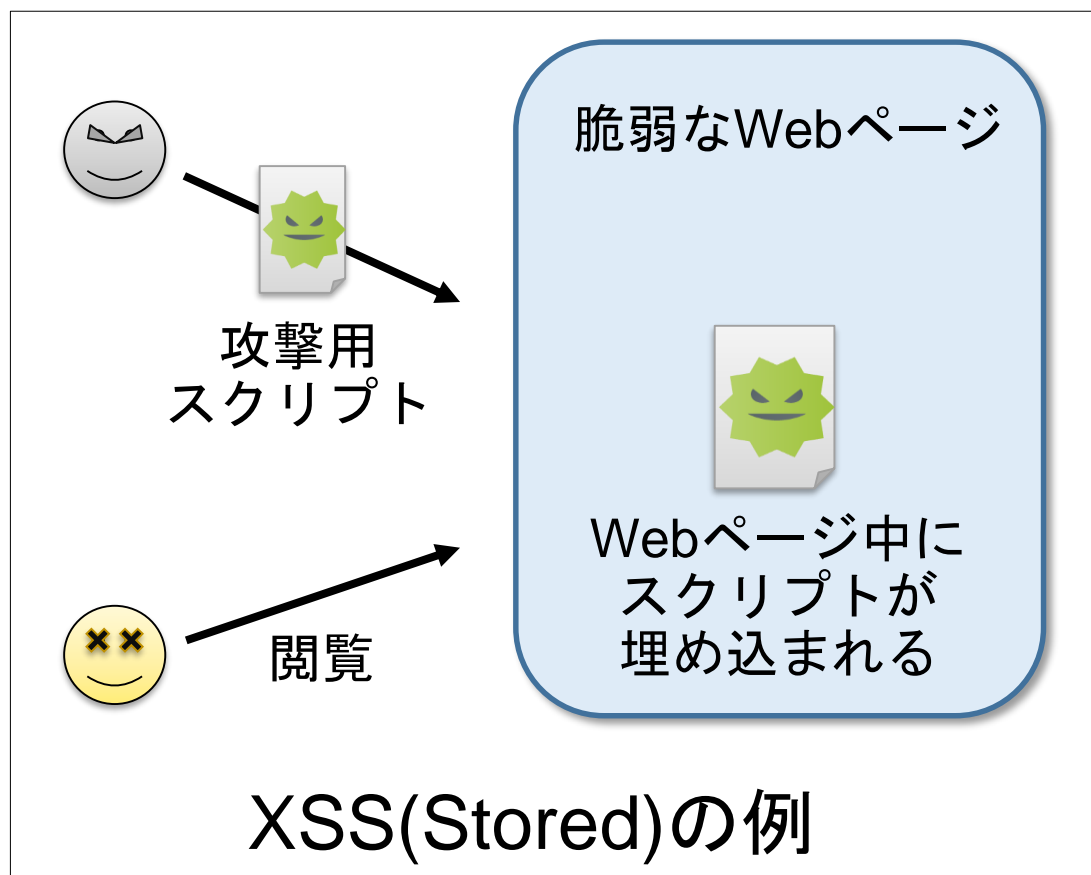 脆弱なWebページ
攻撃用
スクリプト
Webページ中に
スクリプトが
埋め込まれる
閲覧
XSS(Stored)の例